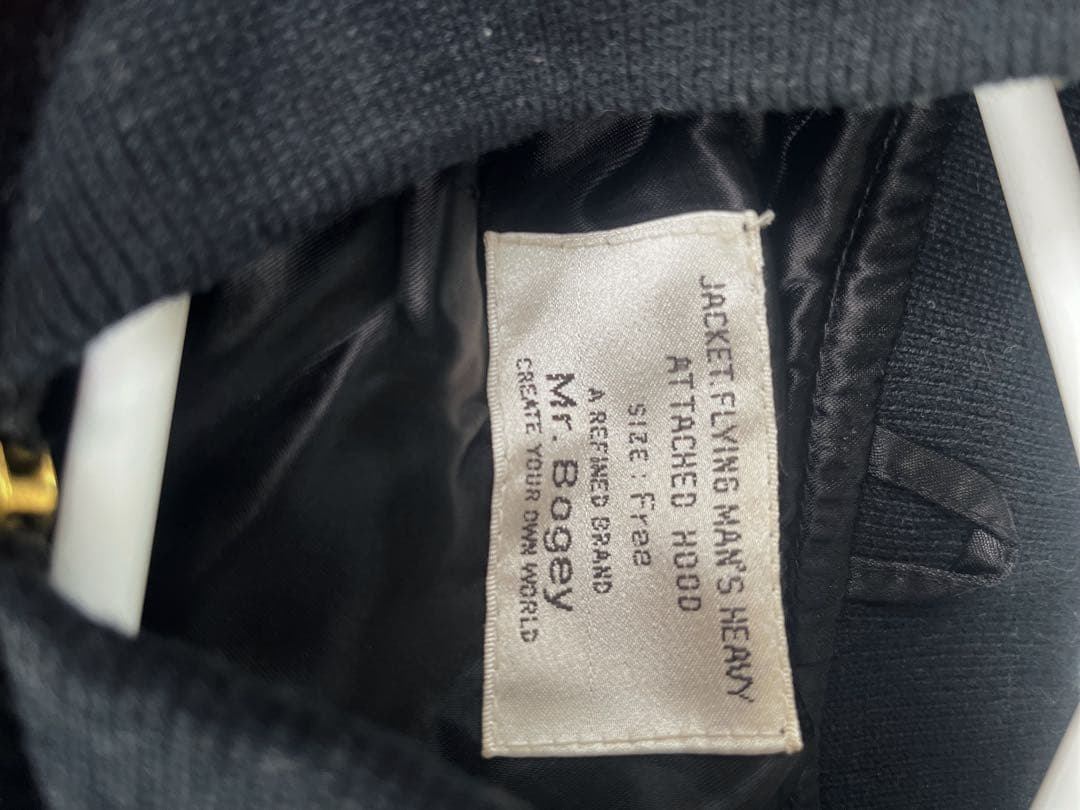 JACKET.FLYING MAN'S HEAVY
ATTACHED HOOD
SIZE : Free
A REFINED BRAND
Mr. Bogey
CREATE YOUR OWN WORLD